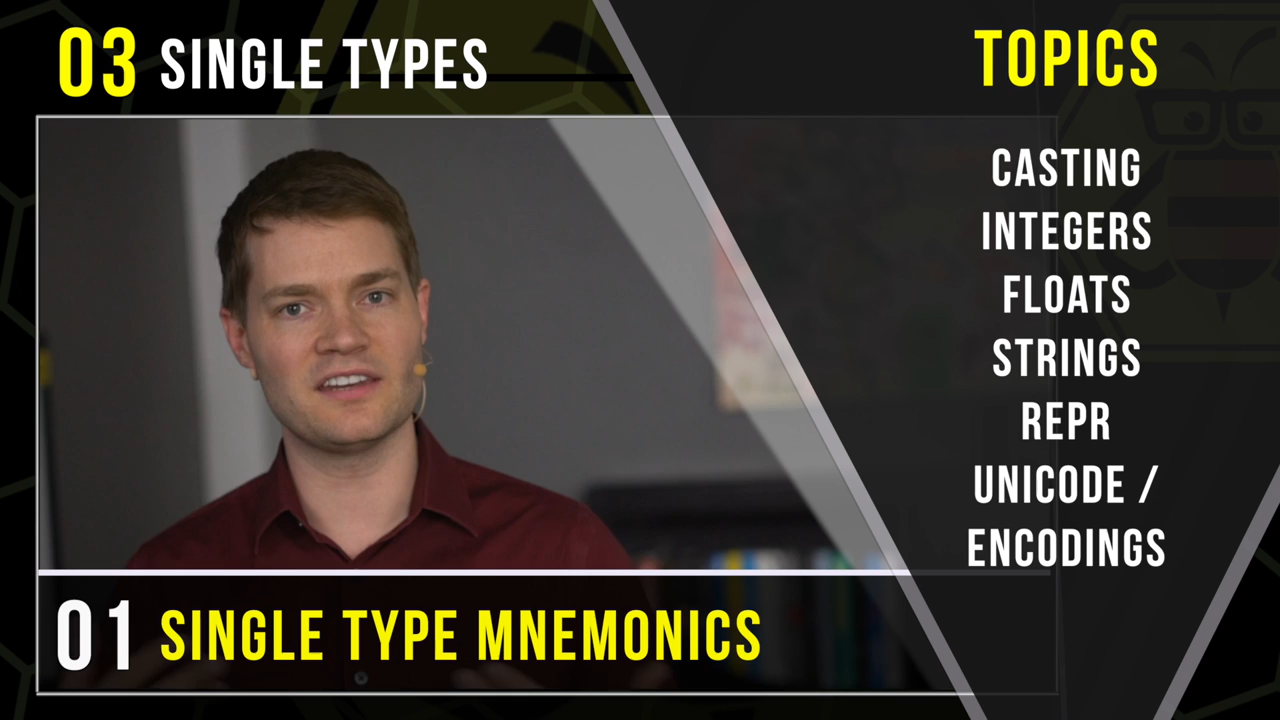 03 SINGLE TYPES
TOPICS
CASTING
INTEGERS
FLOATS
STRINGS
REPR
UNICODE /
ENCODINGS
01 SINGLE TYPE MNEMONICS